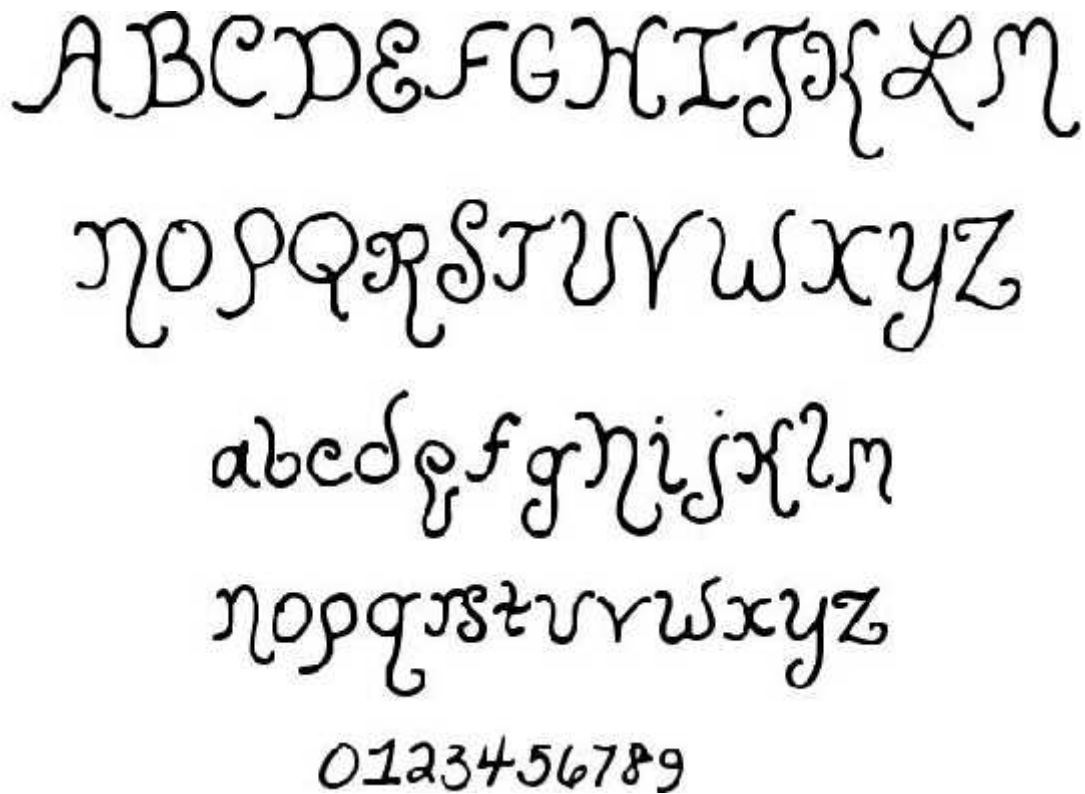 ABCDEFGHIJKLM
NOPQRSTUVWXYZ
abcdefghijklm
nopqrstuvwxyz
0123456789